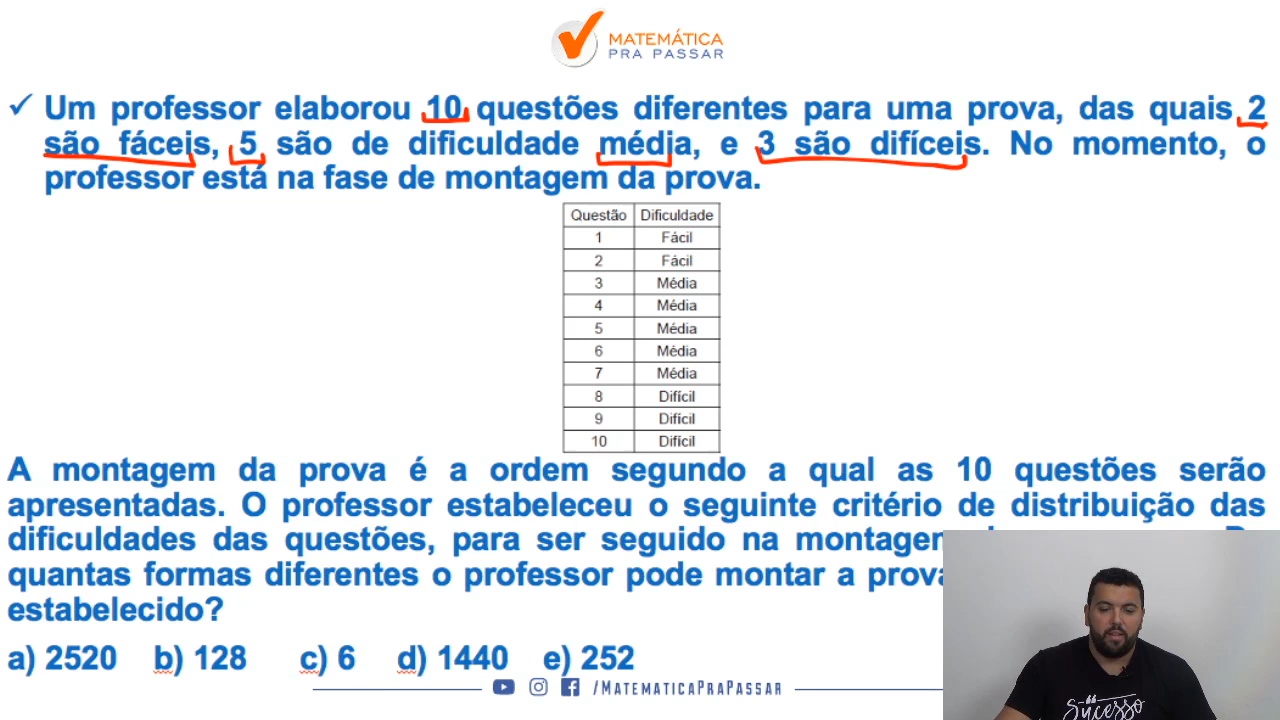 MATEMÁTICA
PRA PASSAR
✓ Um professor elaborou 10 questões diferentes para uma prova, das quais 2
são fáceis, 5 são de dificuldade média, e 3 são difíceis. No momento, o
professor está na fase de montagem da prova.
Questão Dificuldade
1 Fácil
2 Fácil
3 Média
4 Média
5 Média
6 Média
7 Média
8 Difícil
9 Difícil
10 Difícil
A montagem da prova é a ordem segundo a qual as 10 questões serão
apresentadas. O professor estabeleceu o seguinte critério de distribuição das
dificuldades das questões, para ser seguido na
quantas formas diferentes o professor pode montar a
estabelecido?
a) 2520 b) 128 c) 6 d) 1440 e) 252
/MATEMATICAPRAPASSAR
Sucesso